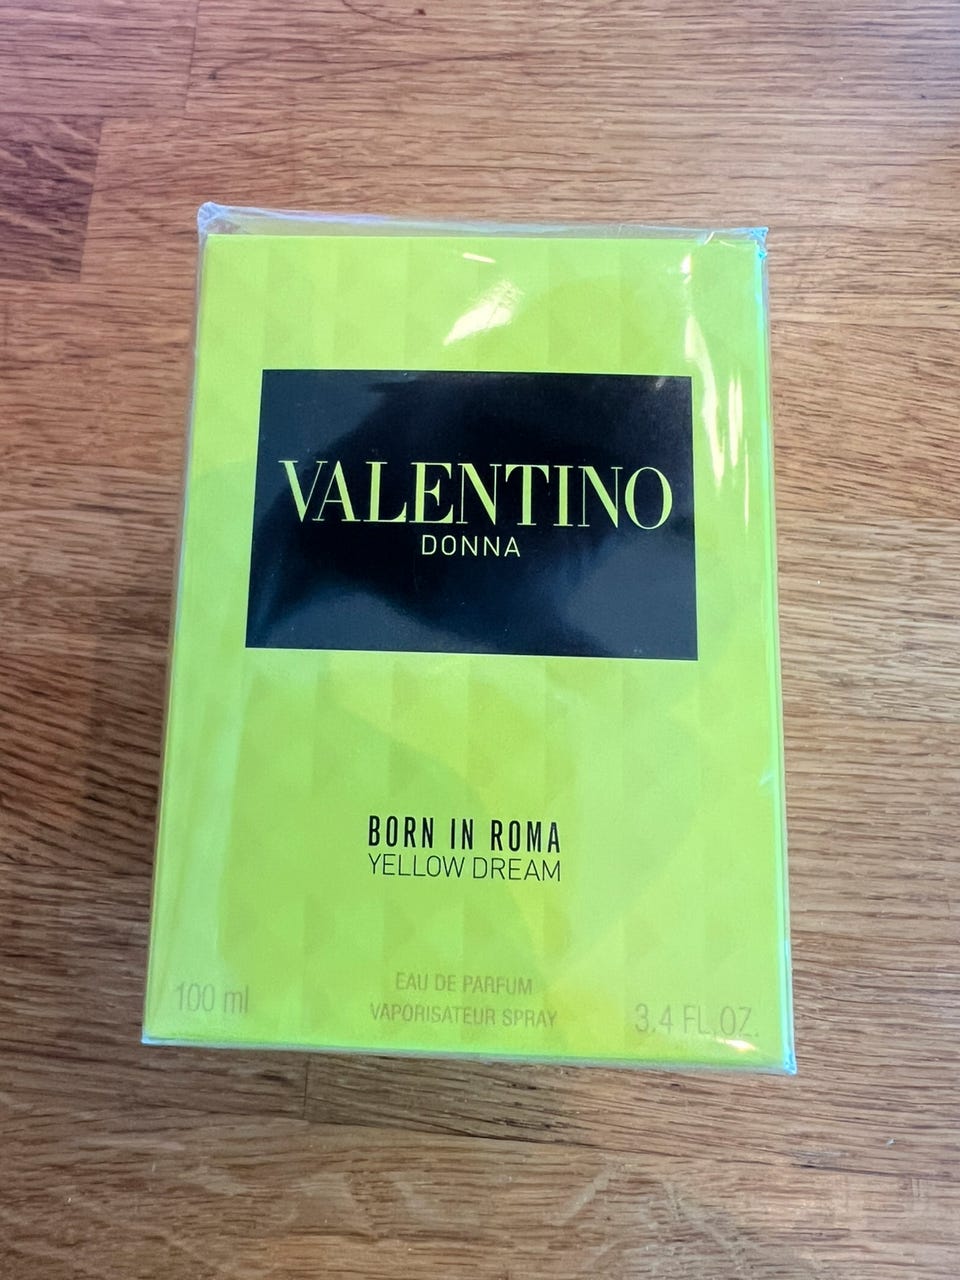 VALENTINO
DONNA
BORN IN ROMA
YELLOW DREAM
EAU DE PARFUM
100 ml
VAPORISATEUR SPRAY
3.4 FL.OZ.